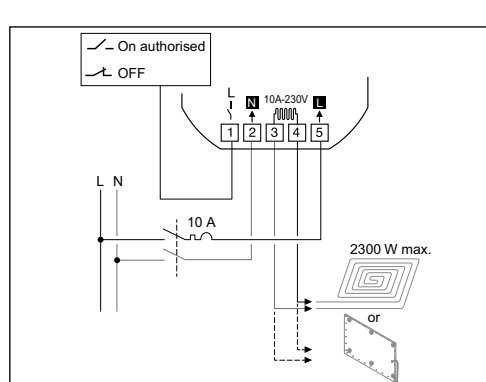 On authorised
OFF
L
N
10A-230V
L
1 2 3 4 5
L N
10 A
2300 W max.
or